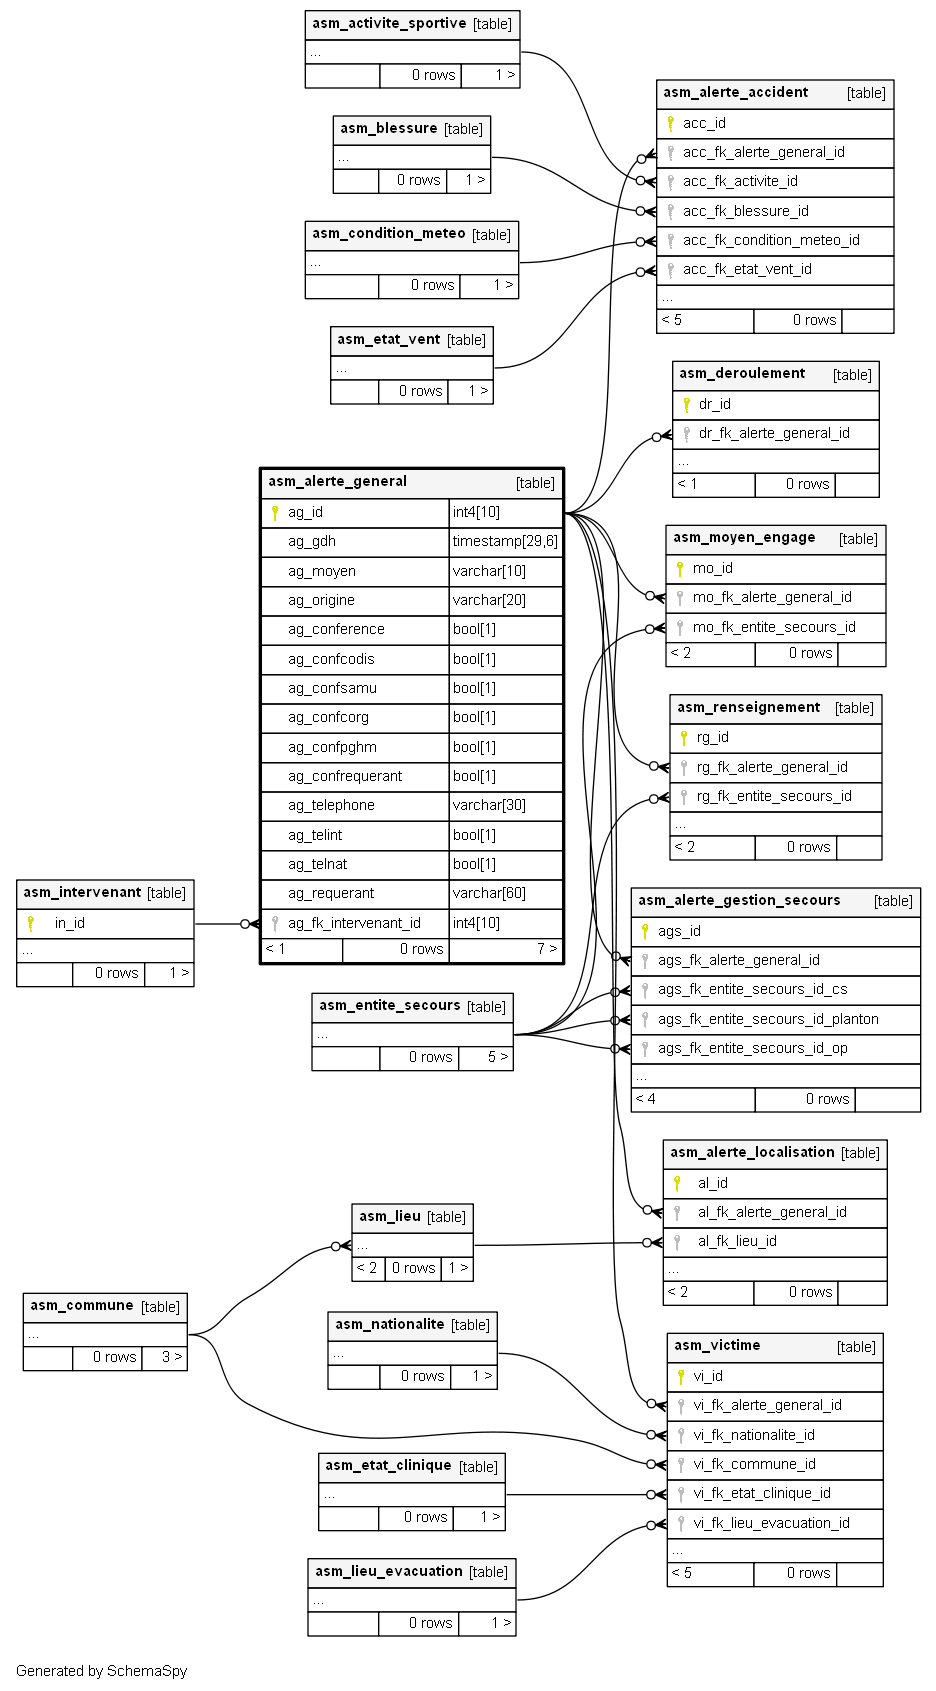 asm_activite_sportive [table]
...
0 rows 1 >
asm_blessure [table]
...
0 rows 1 >
asm_condition_meteo [table]
...
0 rows 1 >
asm_etat_vent [table]
...
0 rows 1 >
asm_alerte_accident [table]
acc_id
acc_fk_alerte_general_id
acc_fk_activite_id
acc_fk_blessure_id
acc_fk_condition_meteo_id
acc_fk_etat_vent_id
...
< 5 0 rows
asm_deroulement [table]
dr_id
dr_fk_alerte_general_id
...
< 1 0 rows
asm_alerte_general [table]
ag_id int4[10]
ag_gdh timestamp[29,6]
ag_moyen varchar[10]
ag_origine varchar[20]
ag_conference bool[1]
ag_confcodis bool[1]
ag_confsamu bool[1]
ag_confcorg bool[1]
ag_confpghm bool[1]
ag_confrequerant bool[1]
ag_telephone varchar[30]
ag_telint bool[1]
ag_telnat bool[1]
ag_requerant varchar[60]
ag_fk_intervenant_id int4[10]
< 1 0 rows 7 >
asm_moyen_engage [table]
mo_id
mo_fk_alerte_general_id
mo_fk_entite_secours_id
< 2 0 rows
asm_renseignement [table]
rg_id
rg_fk_alerte_general_id
rg_fk_entite_secours_id
...
< 2 0 rows
asm_intervenant [table]
in_id
...
0 rows 1 >
asm_entite_secours [table]
...
0 rows 5 >
asm_alerte_gestion_secours [table]
ags_id
ags_fk_alerte_general_id
ags_fk_entite_secours_id_cs
ags_fk_entite_secours_id_planton
ags_fk_entite_secours_id_op
...
< 4 0 rows
asm_alerte_localisation [table]
al_id
al_fk_alerte_general_id
al_fk_lieu_id
...
< 2 0 rows
asm_lieu [table]
...
< 2 0 rows 1 >
asm_commune [table]
...
0 rows 3 >
asm_nationalite [table]
...
0 rows 1 >
asm_etat_clinique [table]
...
0 rows 1 >
asm_lieu_evacuation [table]
...
0 rows 1 >
asm_victime [table]
vi_id
vi_fk_alerte_general_id
vi_fk_nationalite_id
vi_fk_commune_id
vi_fk_etat_clinique_id
vi_fk_lieu_evacuation_id
...
< 5 0 rows
Generated by SchemaSpy